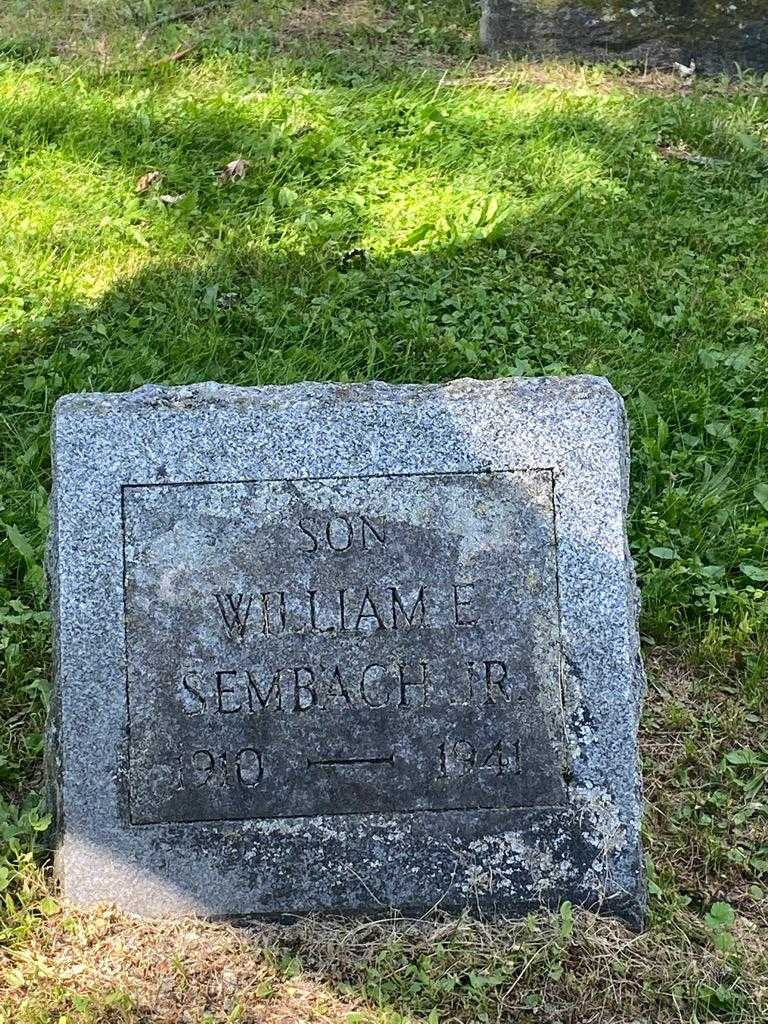 SON
WILLIAM E.
SEMBACH JR.
1910 — 1941